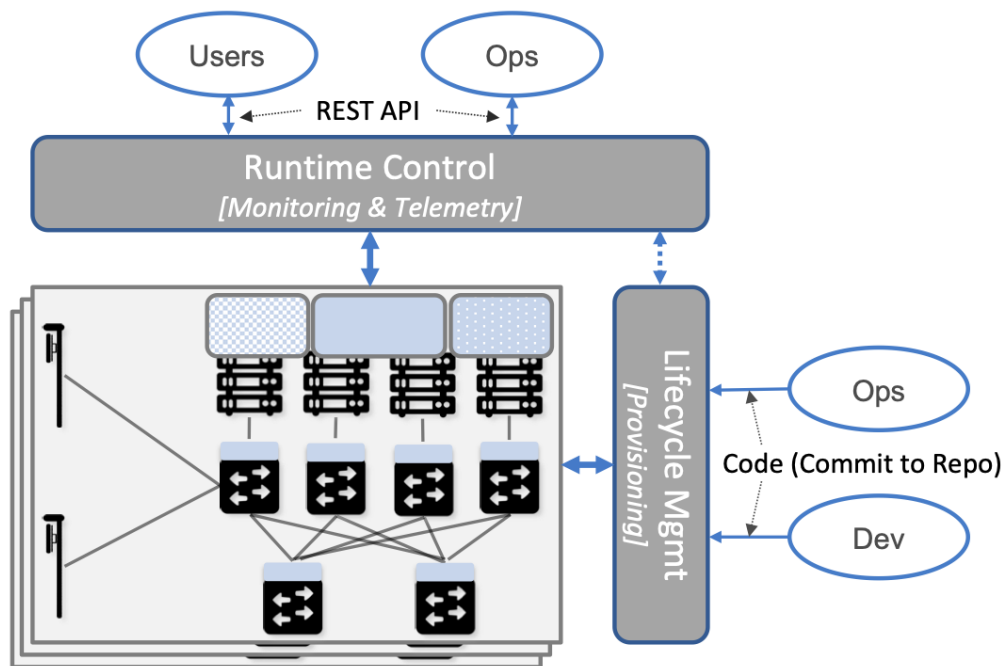 Users
Ops
REST API
Runtime Control
[Monitoring & Telemetry]
Lifecycle Mgmt
[Provisioning]
Ops
Code (Commit to Repo)
Dev